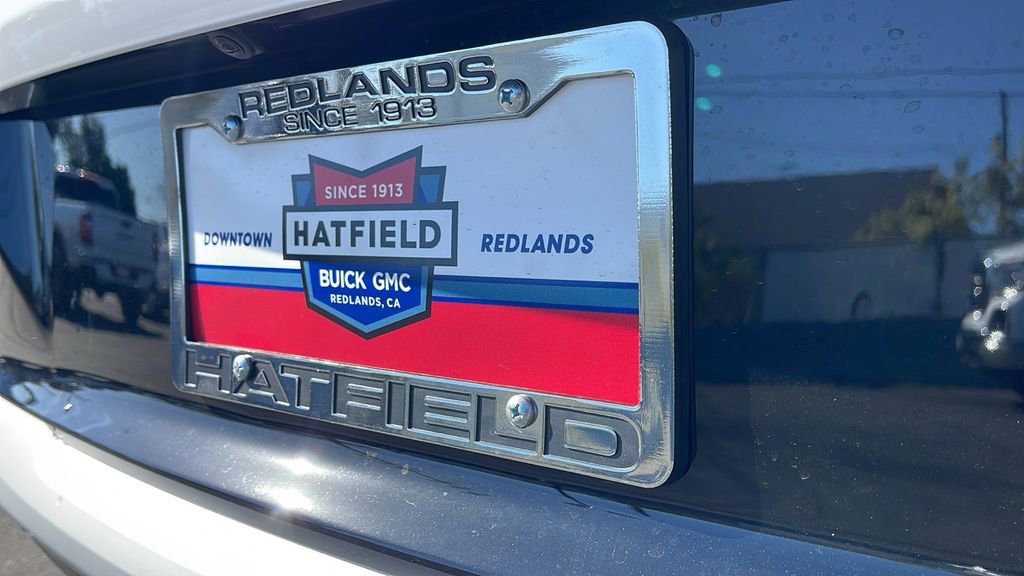 REDLANDS
SINCE 1913
SINCE 1913
DOWNTOWN HATFIELD REDLANDS
BUICK GMC
REDLANDS, CA
HATFIELD